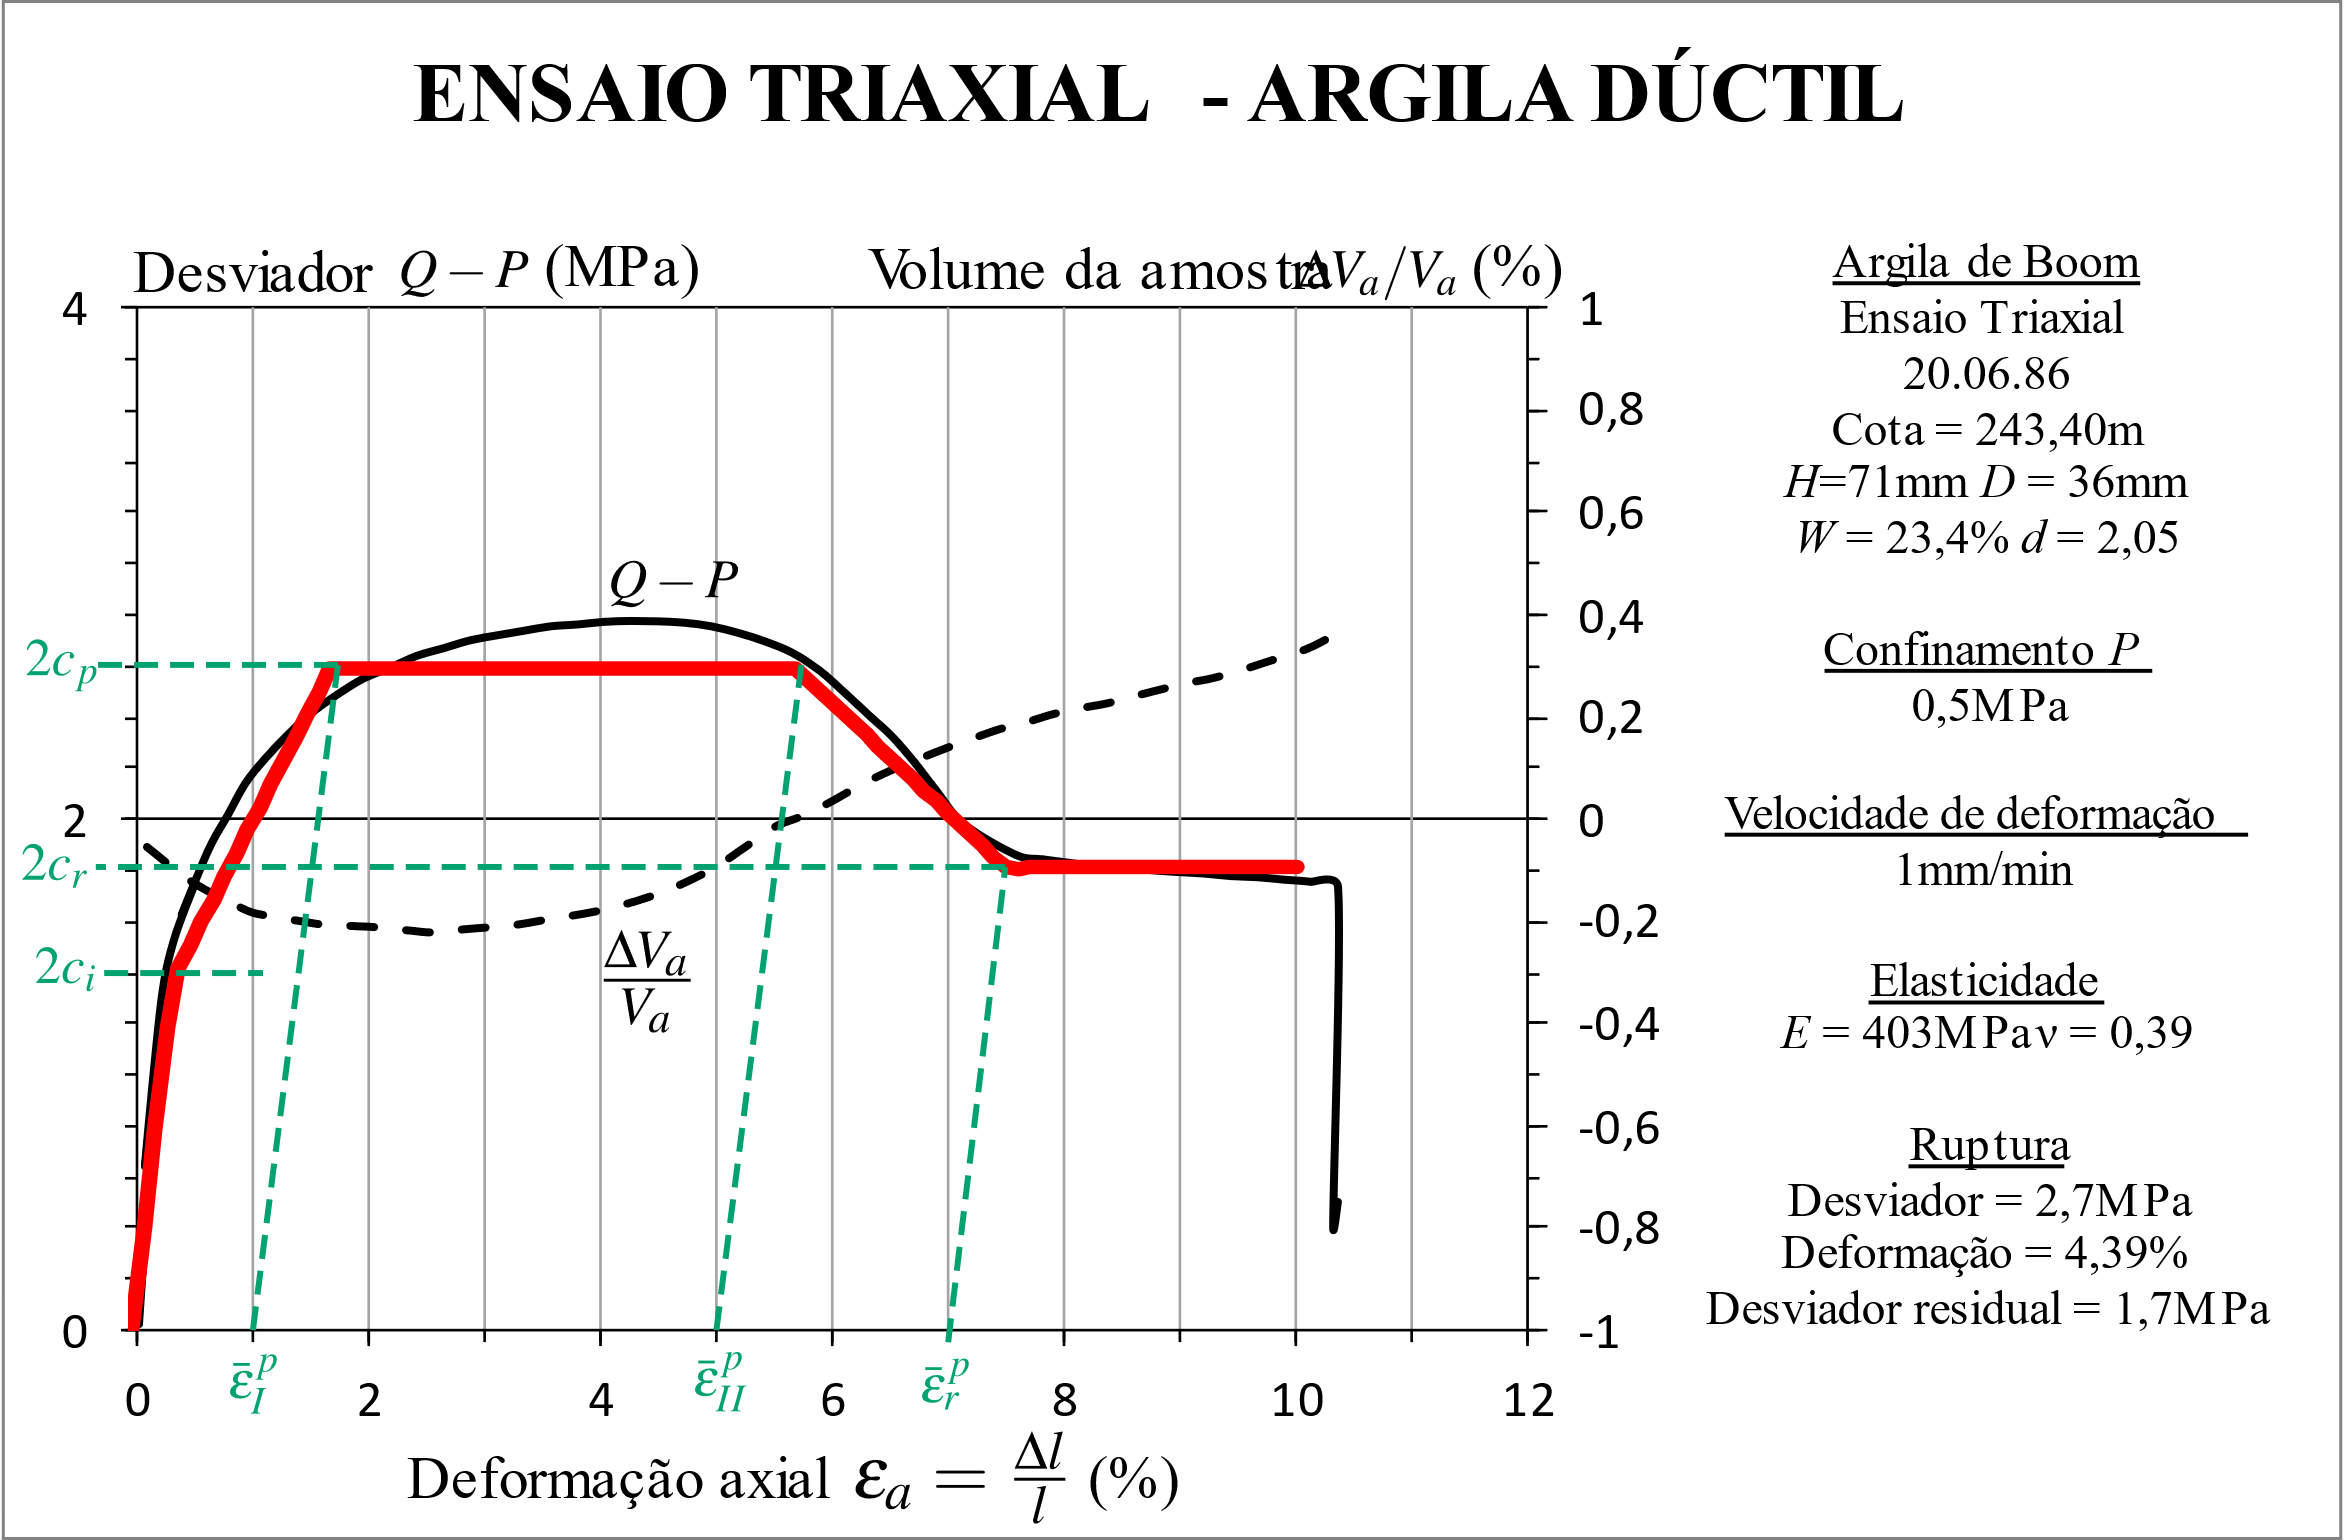 ENSAIO TRIAXIAL - ARGILA DÚCTIL
Desviador Q – P (MPa)
Volume da amostra ΔVa/Va (%)
4
2
0
2cp
2cr
2ci
Q – P
ΔVa
Va
1
0,8
0,6
0,4
0,2
0
-0,2
-0,4
-0,6
-0,8
-1
0 2 4 6 8 10 12
ε̄Ip ε̄IIp ε̄rp
Deformação axial εa = Δl/l (%)
Argila de Boom
Ensaio Triaxial
20.06.86
Cota = 243,40m
H=71mm D = 36mm
W = 23,4% d = 2,05
Confinamento P
0,5MPa
Velocidade de deformação
1mm/min
Elasticidade
E = 403MPa ν = 0,39
Ruptura
Desviador = 2,7MPa
Deformação = 4,39%
Desviador residual = 1,7MPa